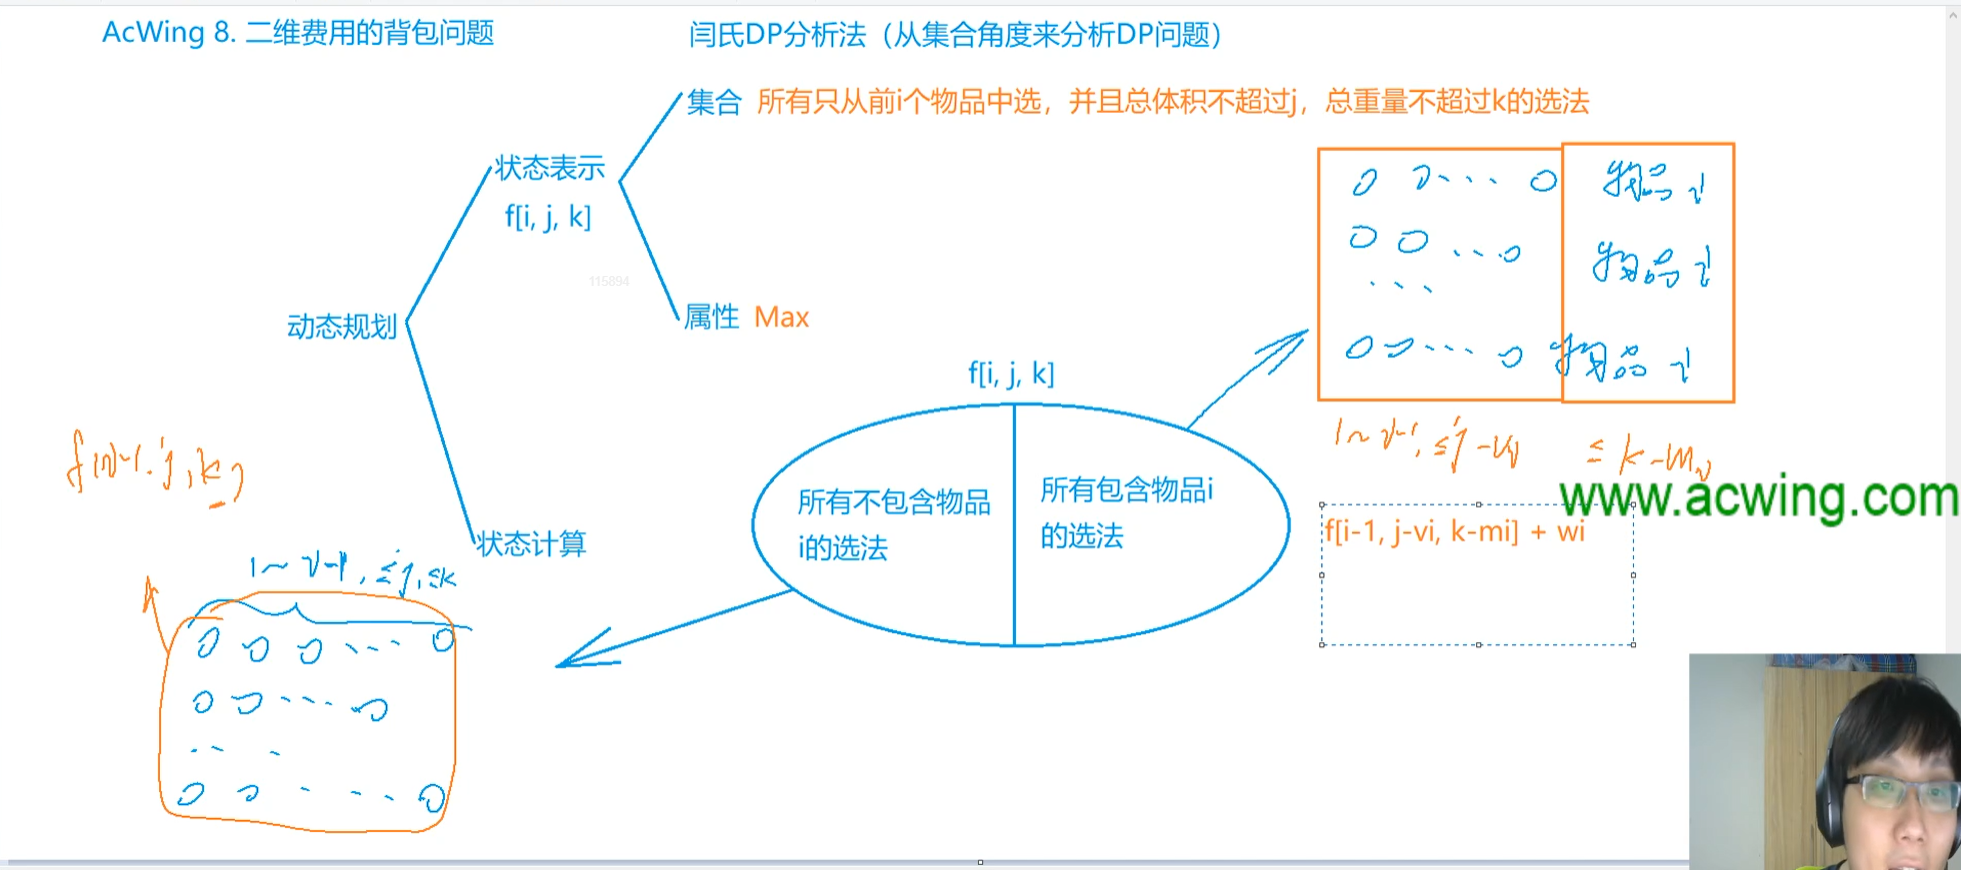 AcWing 8. 二维费用的背包问题
闫氏DP分析法（从集合角度来分析DP问题）
集合 所有只从前i个物品中选，并且总体积不超过j，总重量不超过k的选法
状态表示
f[i, j, k]
115894
属性 Max
动态规划
状态计算
f[i, j, k]
所有不包含物品
i的选法
所有包含物品i
的选法
0 0 ... 0 物品 i
0 0 ... 0 物品 i
...
0 0 ... 0 物品 i
1~i-1, ≤j-vi ≤k-mi
www.acwing.com
f[i-1, j-vi, k-mi] + wi
f[i-1, j, k]
1~i-1, ≤j, ≤k
0 0 0 ... 0
0 0 ... 0
...
0 0 ... 0